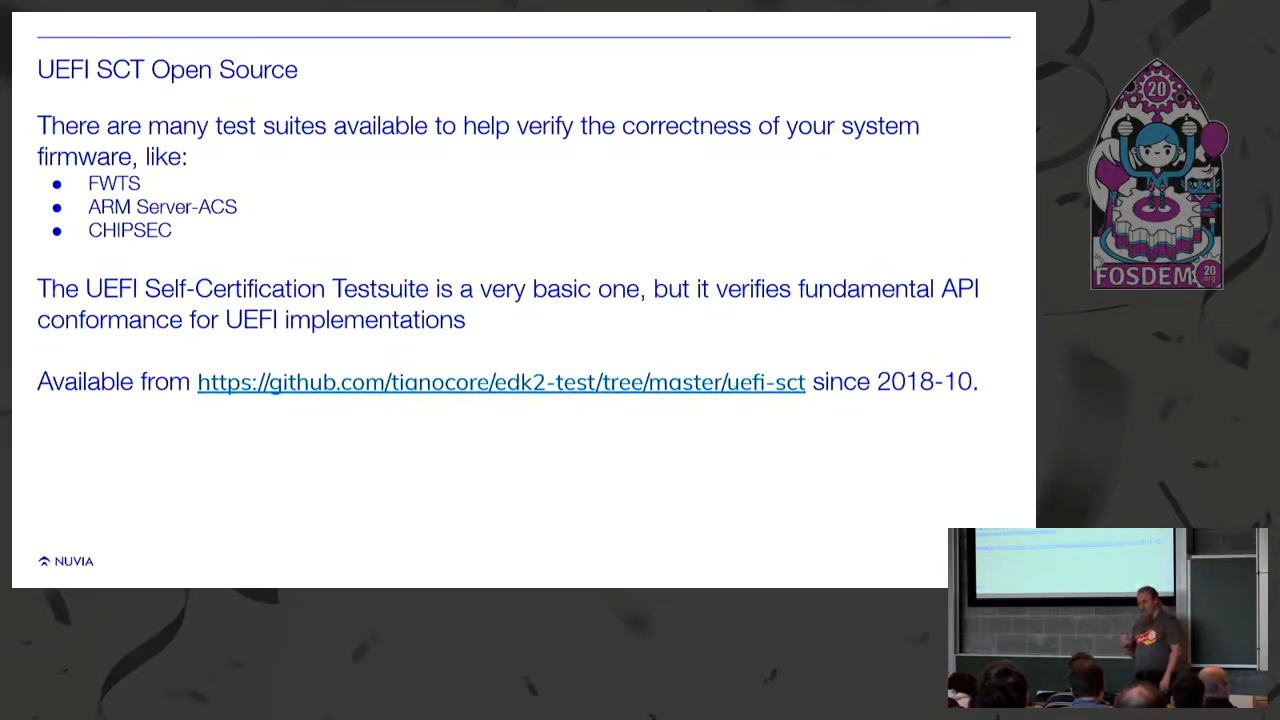 UEFI SCT Open Source
There are many test suites available to help verify the correctness of your system
firmware, like:
● FWTS
● ARM Server-ACS
● CHIPSEC
The UEFI Self-Certification Testsuite is a very basic one, but it verifies fundamental API
conformance for UEFI implementations
Available from https://github.com/tianocore/edk2-test/tree/master/uefi-sct since 2018-10.
NUVIA
20
FOSDEM
20
.org